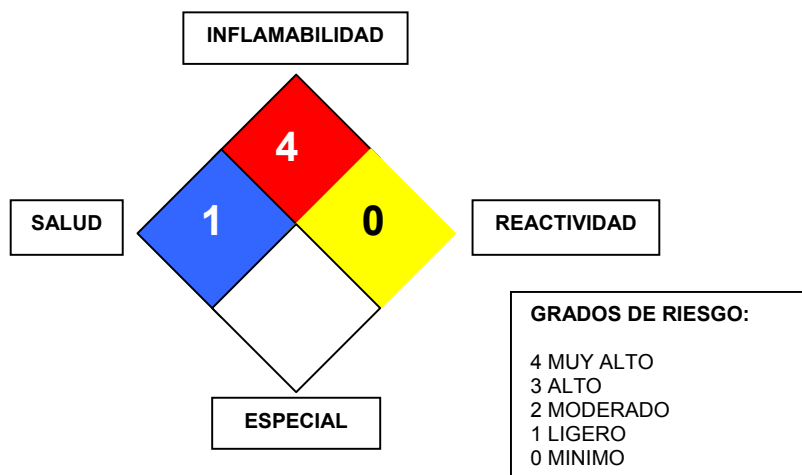 INFLAMABILIDAD
4
SALUD
1
0
REACTIVIDAD
ESPECIAL
GRADOS DE RIESGO:
4 MUY ALTO
3 ALTO
2 MODERADO
1 LIGERO
0 MINIMO